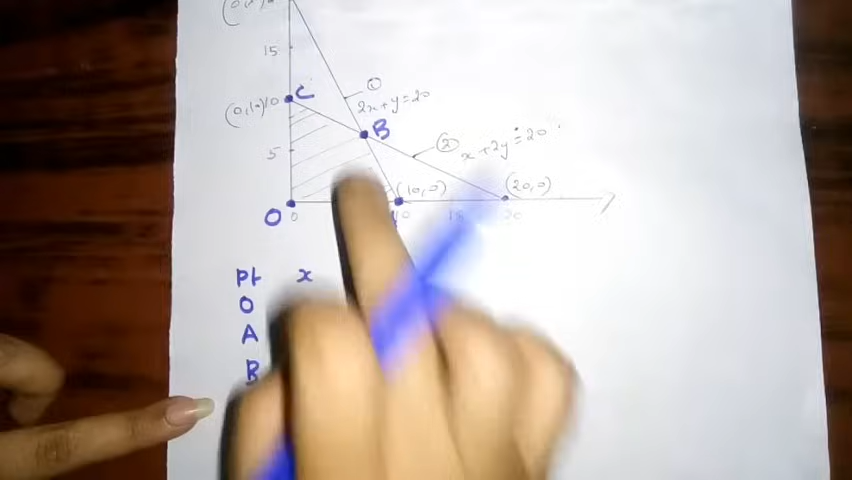 15
(0,10) 10 C
① 2x+y=20
B
② x+2y=20
5
(10,0) (20,0)
O 0 10 15 20
Pt x
O
A
B